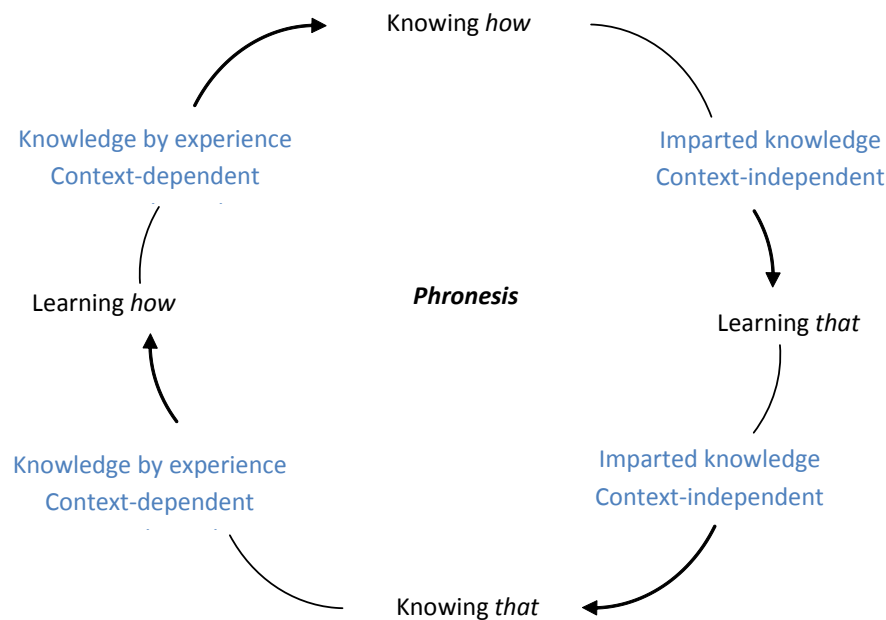 Knowing how
Knowledge by experience
Context-dependent
Imparted knowledge
Context-independent
Learning how
Phronesis
Learning that
Knowledge by experience
Context-dependent
Imparted knowledge
Context-independent
Knowing that